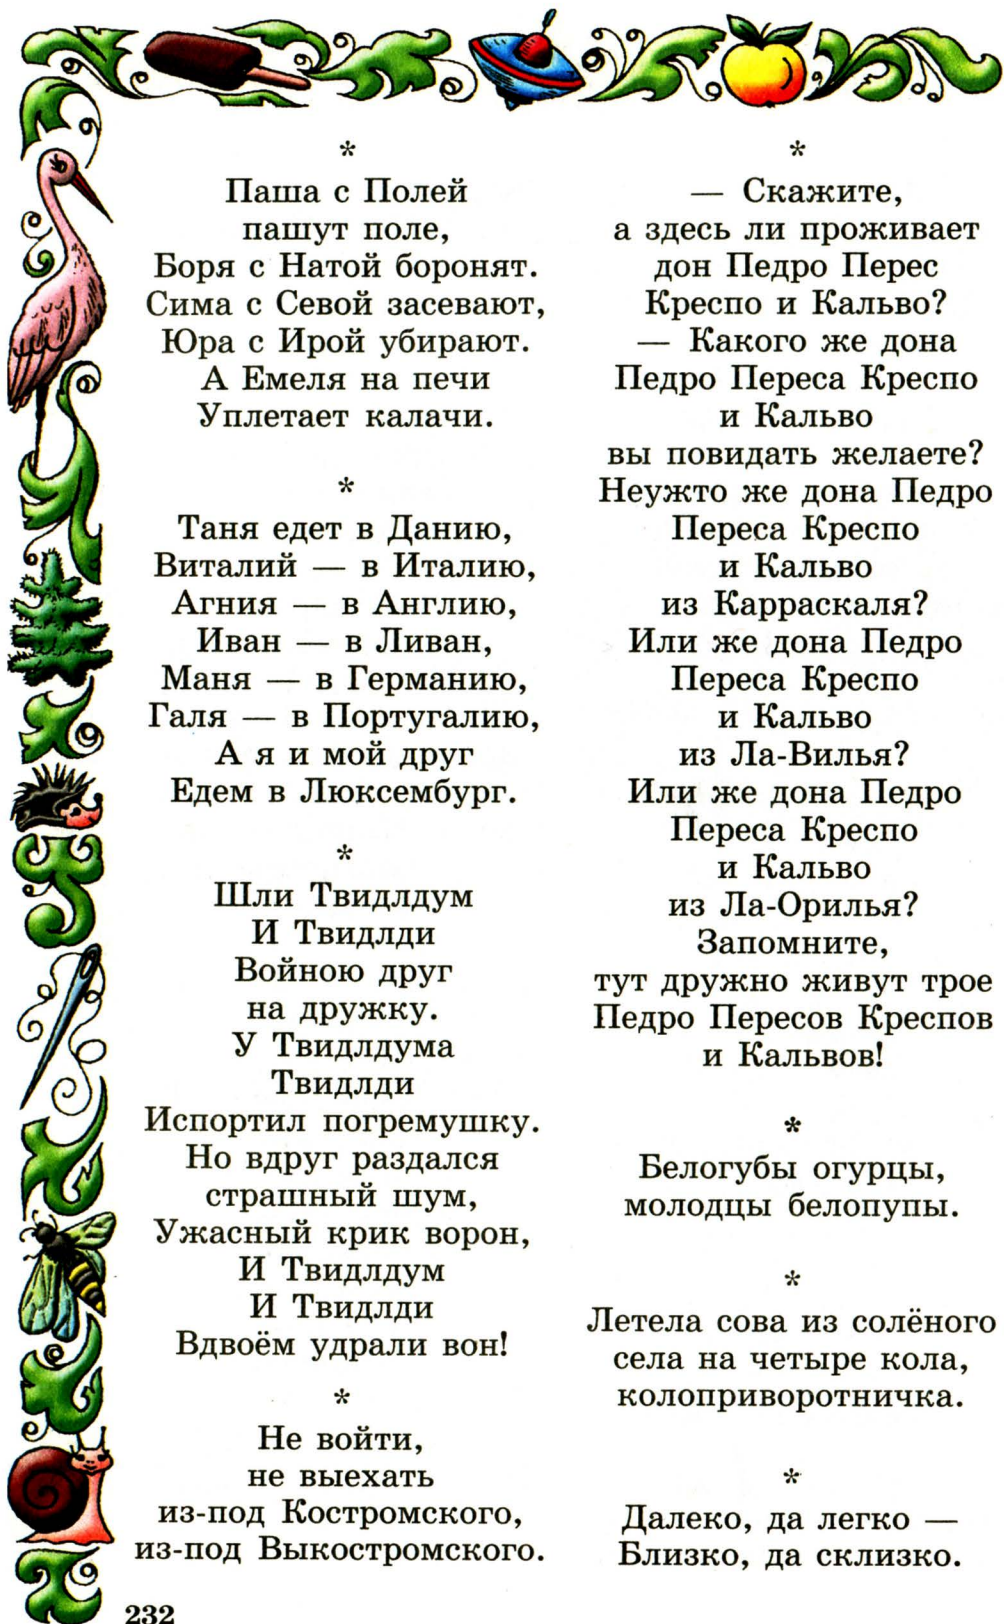 *
Паша с Полей
пашут поле,
Боря с Натой боронят.
Сима с Севой засевают,
Юра с Ирой убирают.
А Емеля на печи
Уплетает калачи.
*
Таня едет в Данию,
Виталий — в Италию,
Агния — в Англию,
Иван — в Ливан,
Маня — в Германию,
Галя — в Португалию,
А я и мой друг
Едем в Люксембург.
*
Шли Твидлдум
И Твидлди
Войною друг
на дружку.
У Твидлдума
Твидлди
Испортил погремушку.
Но вдруг раздался
страшный шум,
Ужасный крик ворон,
И Твидлдум
И Твидлди
Вдвоём удрали вон!
*
Не войти,
не выехать
из-под Костромского,
из-под Выкостромского.
*
— Скажите,
а здесь ли проживает
дон Педро Перес
Креспо и Кальво?
— Какого же дона
Педро Переса Креспо
и Кальво
вы повидать желаете?
Неужто же дона Педро
Переса Креспо
и Кальво
из Карраскаля?
Или же дона Педро
Переса Креспо
и Кальво
из Ла-Вилья?
Или же дона Педро
Переса Креспо
и Кальво
из Ла-Орилья?
Запомните,
тут дружно живут трое
Педро Пересов Креспов
и Кальвов!
*
Белогубы огурцы,
молодцы белопупы.
*
Летела сова из солёного
села на четыре кола,
колоприворотничка.
*
Далеко, да легко —
Близко, да склизко.
232